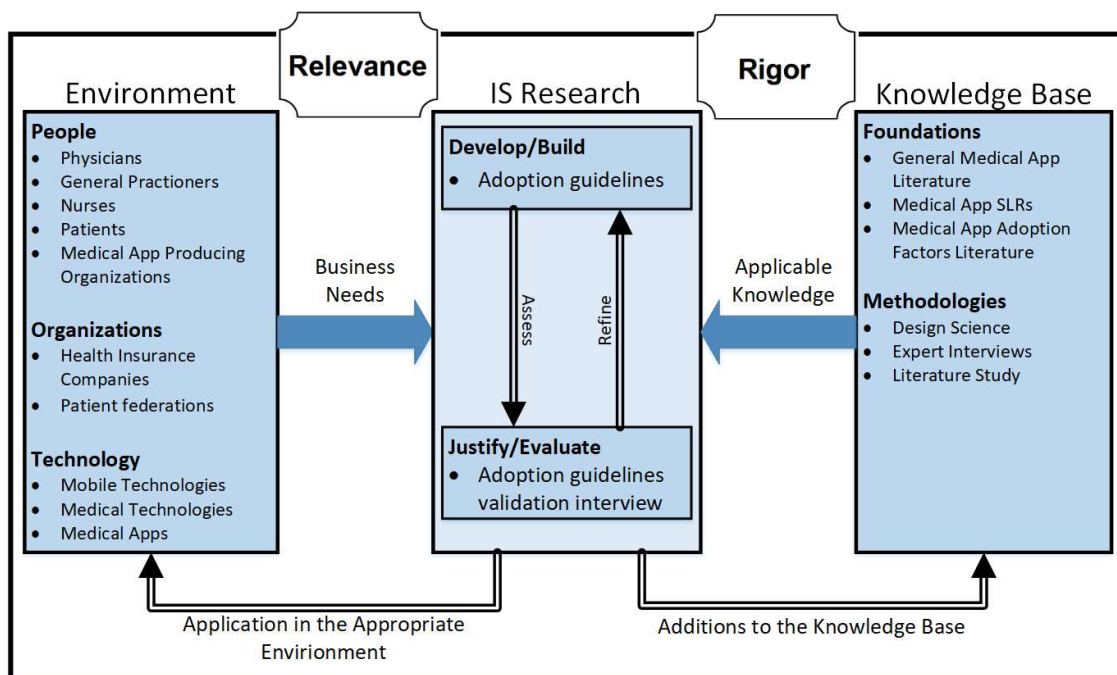 Relevance
Rigor
Environment
People
• Physicians
• General Practioners
• Nurses
• Patients
• Medical App Producing
Organizations
Organizations
• Health Insurance
Companies
• Patient federations
Technology
• Mobile Technologies
• Medical Technologies
• Medical Apps
Business
Needs
IS Research
Develop/Build
• Adoption guidelines
Assess
Refine
Justify/Evaluate
• Adoption guidelines
validation interview
Applicable
Knowledge
Knowledge Base
Foundations
• General Medical App
Literature
• Medical App SLRs
• Medical App Adoption
Factors Literature
Methodologies
• Design Science
• Expert Interviews
• Literature Study
Application in the Appropriate
Envirionment
Additions to the Knowledge Base